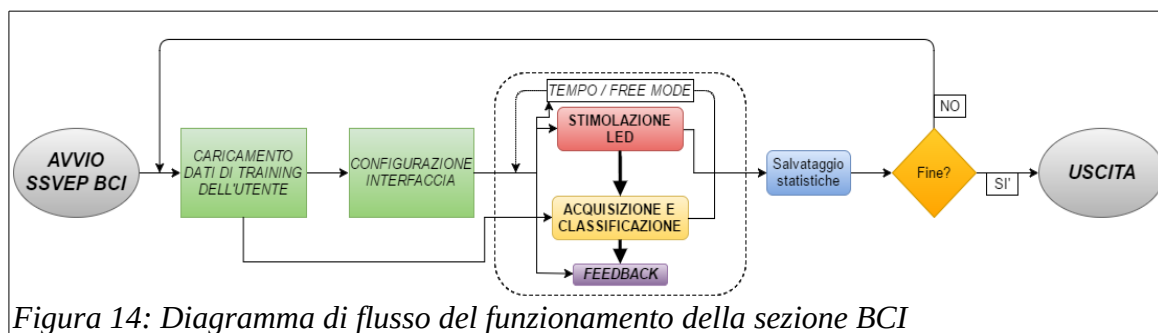 AVVIO
SSVEP BCI
CARICAMENTO
DATI DI TRAINING
DELL'UTENTE
CONFIGURAZIONE
INTERFACCIA
TEMPO / FREE MODE
STIMOLAZIONE
LED
ACQUISIZIONE E
CLASSIFICAZIONE
FEEDBACK
Salvataggio
statistiche
Fine?
NO
SI'
USCITA
Figura 14: Diagramma di flusso del funzionamento della sezione BCI